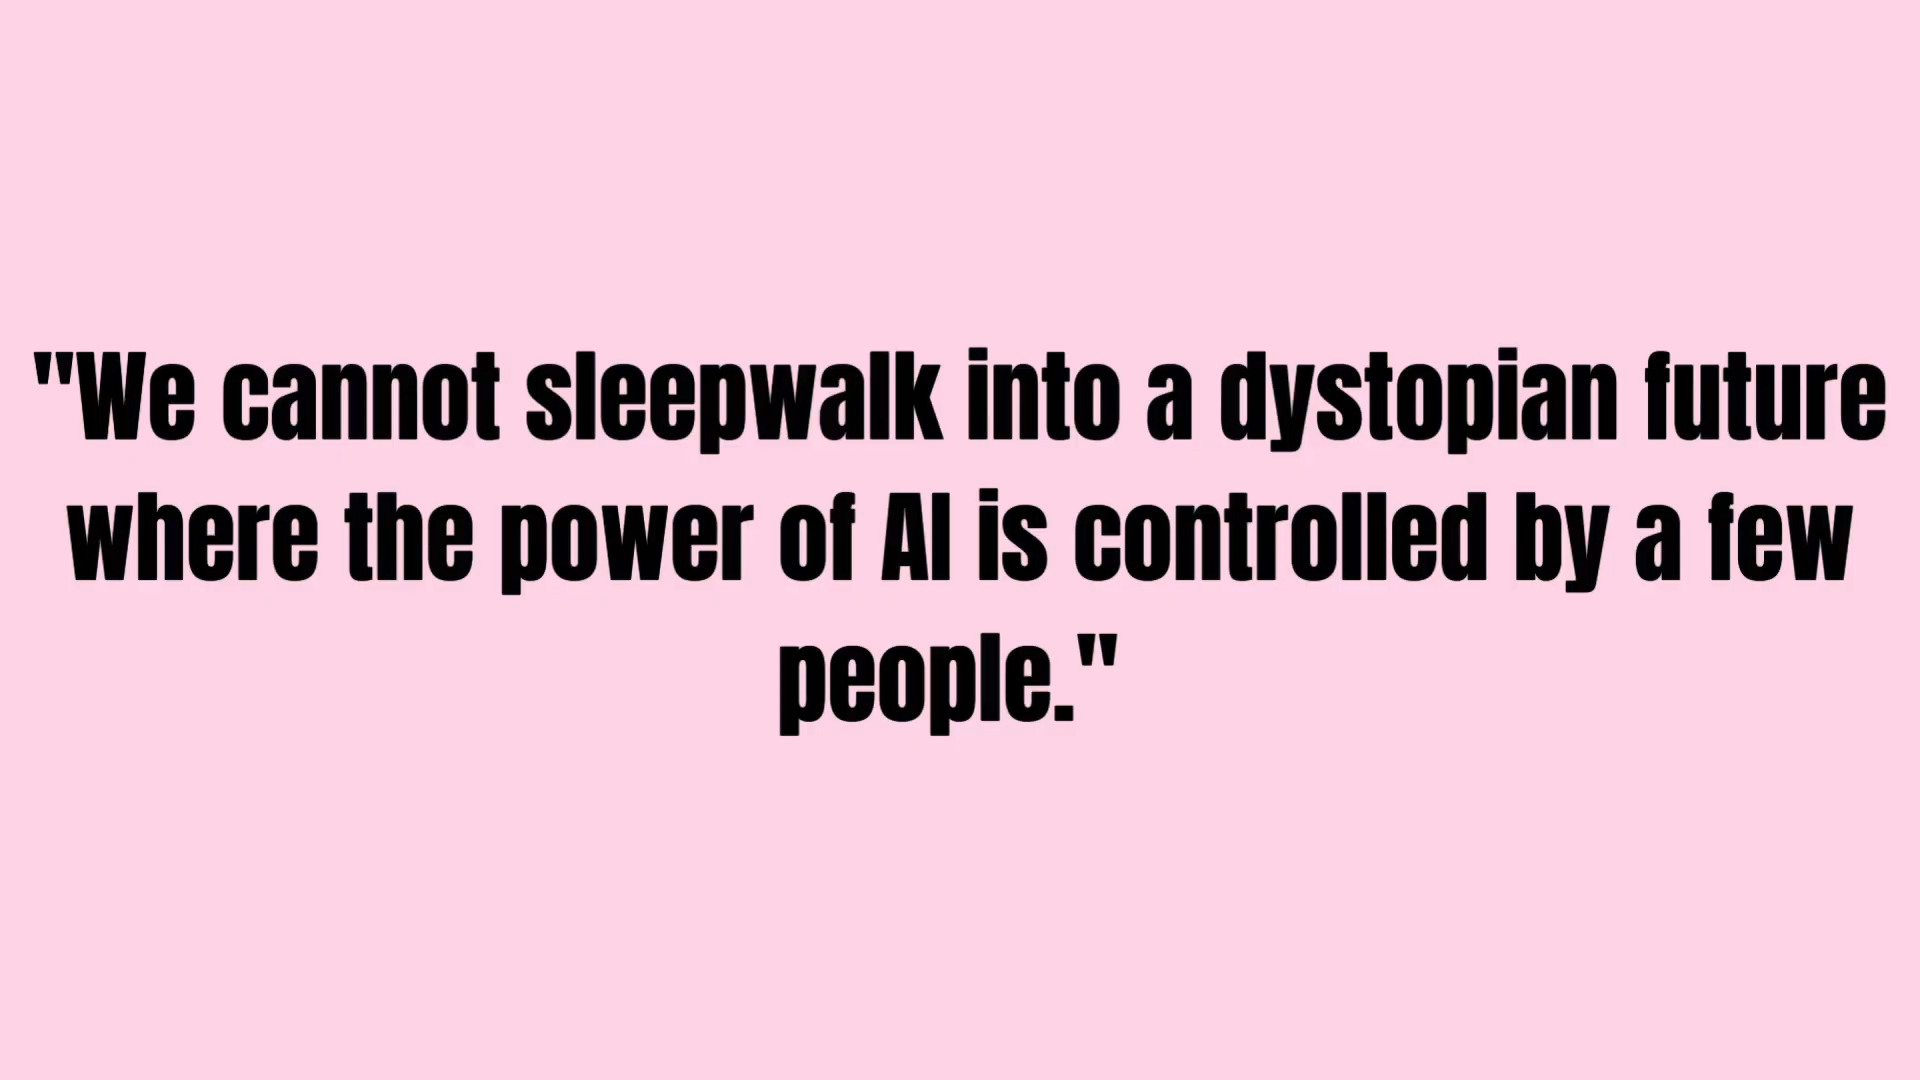 "We cannot sleepwalk into a dystopian future
where the power of AI is controlled by a few
people."